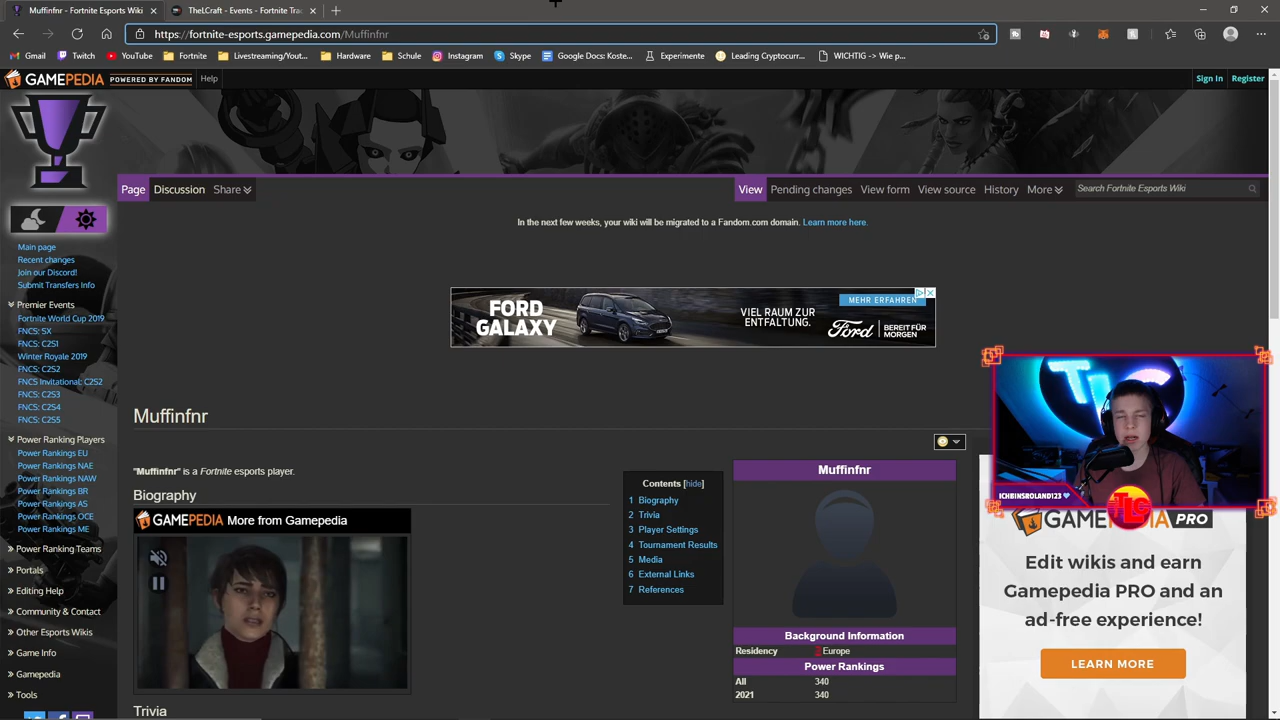 Muffinfnr - Fortnite Esports Wiki
TheLCraft - Events - Fortnite Trac
https://fortnite-esports.gamepedia.com/Muffinfnr
Gmail
Twitch
YouTube
Fortnite
Livestreaming/Yout...
Hardware
Schule
Instagram
Skype
Google Docs: Koste...
Experimente
Leading Cryptocurr...
WICHTIG -> Wie p...
GAMEPEDIA POWERED BY FANDOM
Help
Sign In
Register
Page
Discussion
Share
View
Pending changes
View form
View source
History
More
Search Fortnite Esports Wiki
In the next few weeks, your wiki will be migrated to a Fandom.com domain. Learn more here.
Main page
Recent changes
Join our Discord!
Submit Transfers Info
Premier Events
Fortnite World Cup 2019
FNCS: SX
FNCS: C2S1
Winter Royale 2019
FNCS: C2S2
FNCS Invitational: C2S2
FNCS: C2S3
FNCS: C2S4
FNCS: C2S5
Power Ranking Players
Power Rankings EU
Power Rankings NAE
Power Rankings NAW
Power Rankings BR
Power Rankings AS
Power Rankings OCE
Power Rankings ME
Power Ranking Teams
Portals
Editing Help
Community & Contact
Other Esports Wikis
Game Info
Gamepedia
Tools
FORD
GALAXY
VIEL RAUM ZUR
ENTFALTUNG.
MEHR ERFAHREN
Ford
BEREIT FÜR
MORGEN
Muffinfnr
"Muffinfnr" is a Fortnite esports player.
Biography
GAMEPEDIA More from Gamepedia
Trivia
Contents [hide]
1 Biography
2 Trivia
3 Player Settings
4 Tournament Results
5 Media
6 External Links
7 References
Muffinfnr
Background Information
Residency Europe
Power Rankings
All 340
2021 340
TLC
ICHBINSROLAND123
TLC
GAMEPEDIA PRO
Edit wikis and earn
Gamepedia PRO and an
ad-free experience!
LEARN MORE